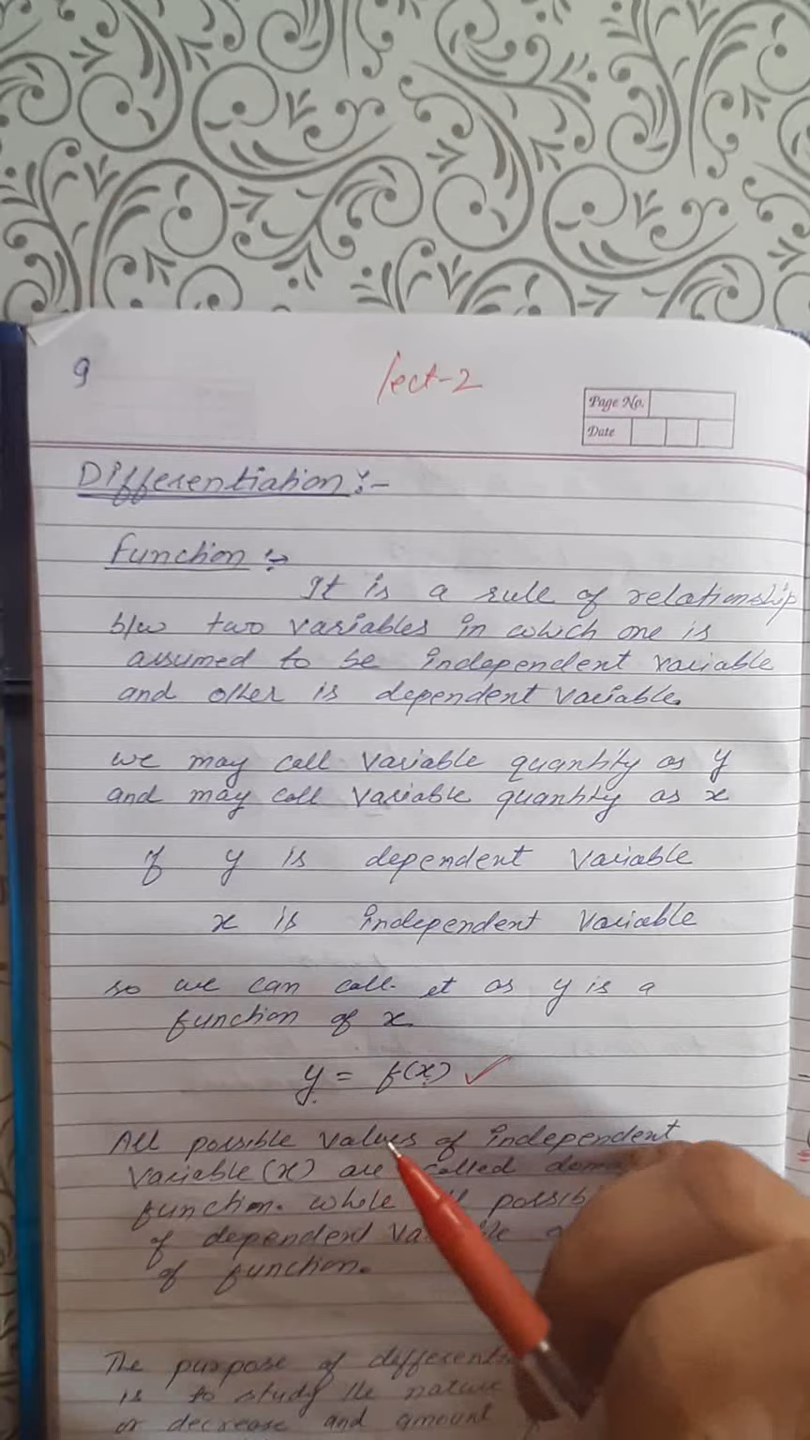 9
lect-2
Page No.
Date
Differentiation :-
Function :-
It is a rule of relationship
b/w two variables in which one is
assumed to be independent variable
and other is dependent variable.
we may call variable quantity as y
and may call variable quantity as x
if y is dependent variable
x is independent variable
so we can call it as y is a
function of x
y = f(x) ✓
All possible values of independent
Variable (x) are called
function. while possib
of dependent
of function.
The purpose of
is to study the nature
or decrease and amount